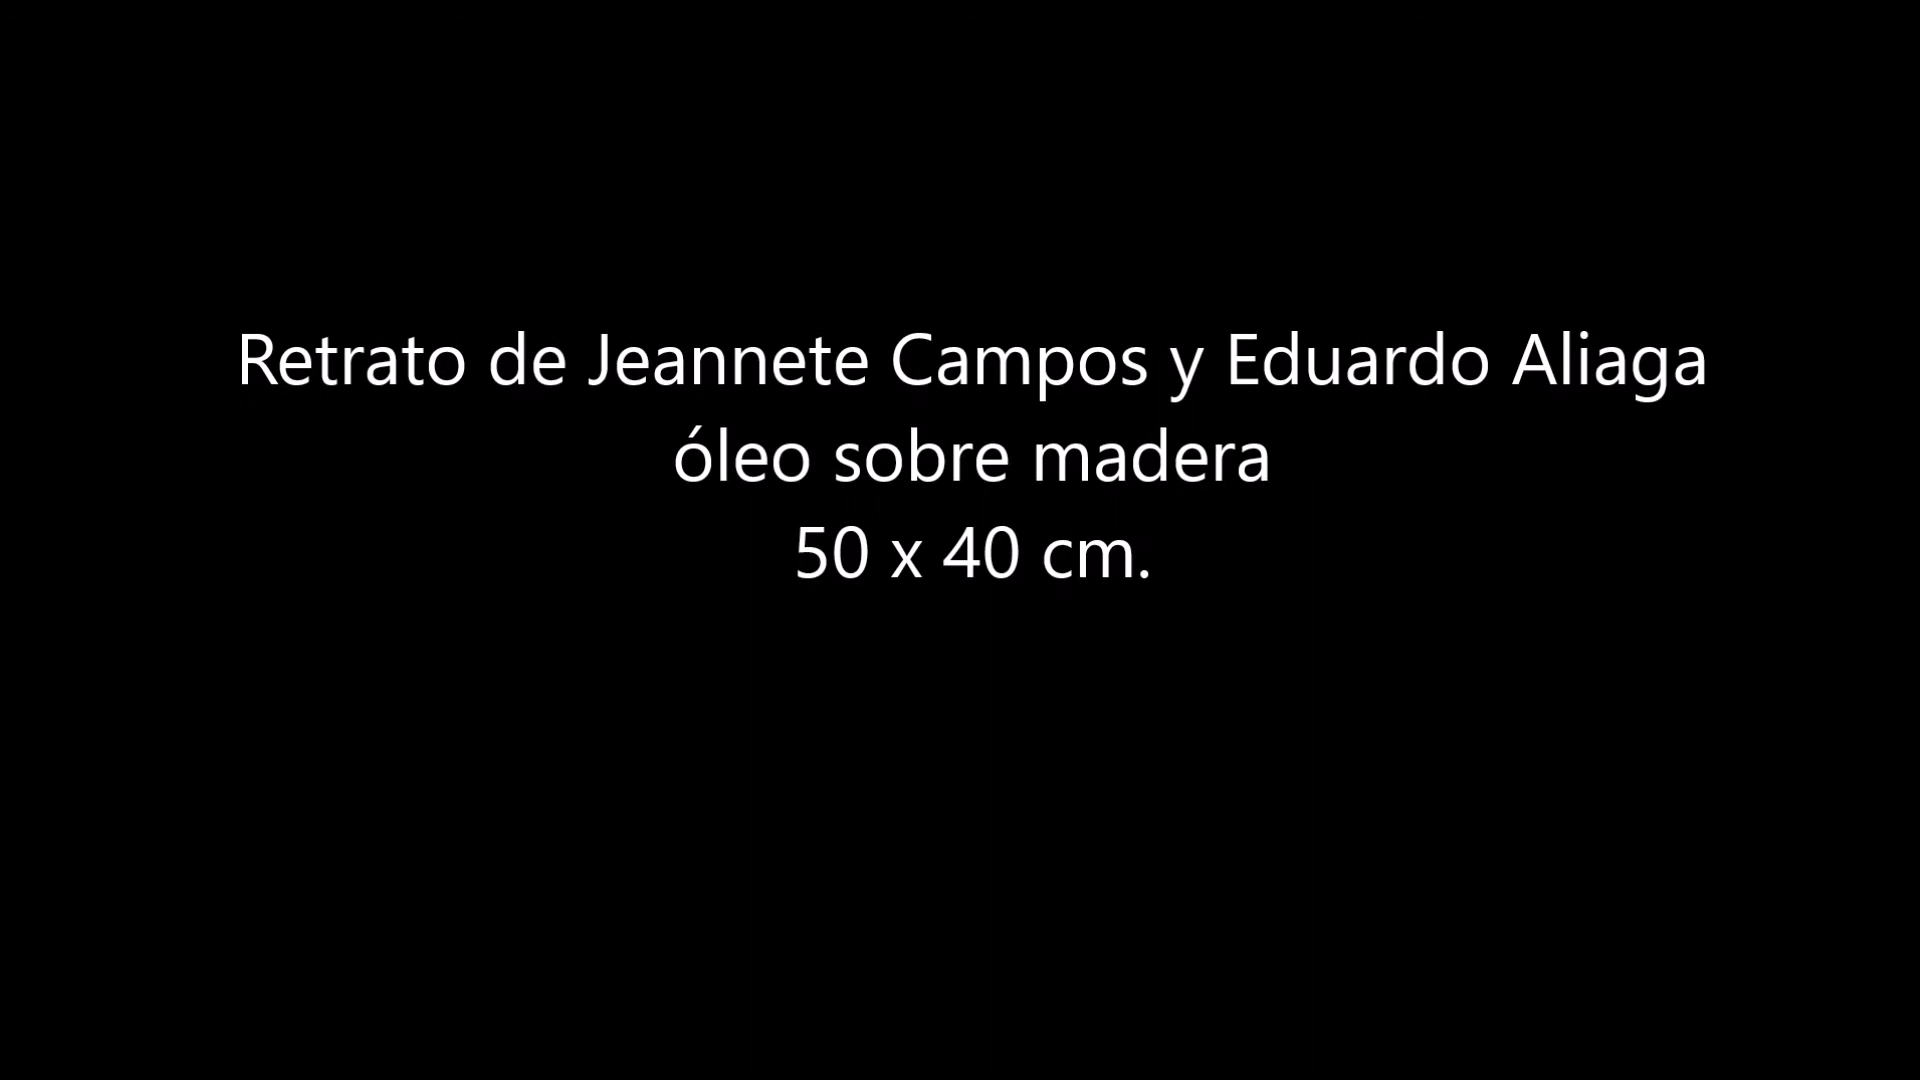 Retrato de Jeannete Campos y Eduardo Aliaga
óleo sobre madera
50 x 40 cm.